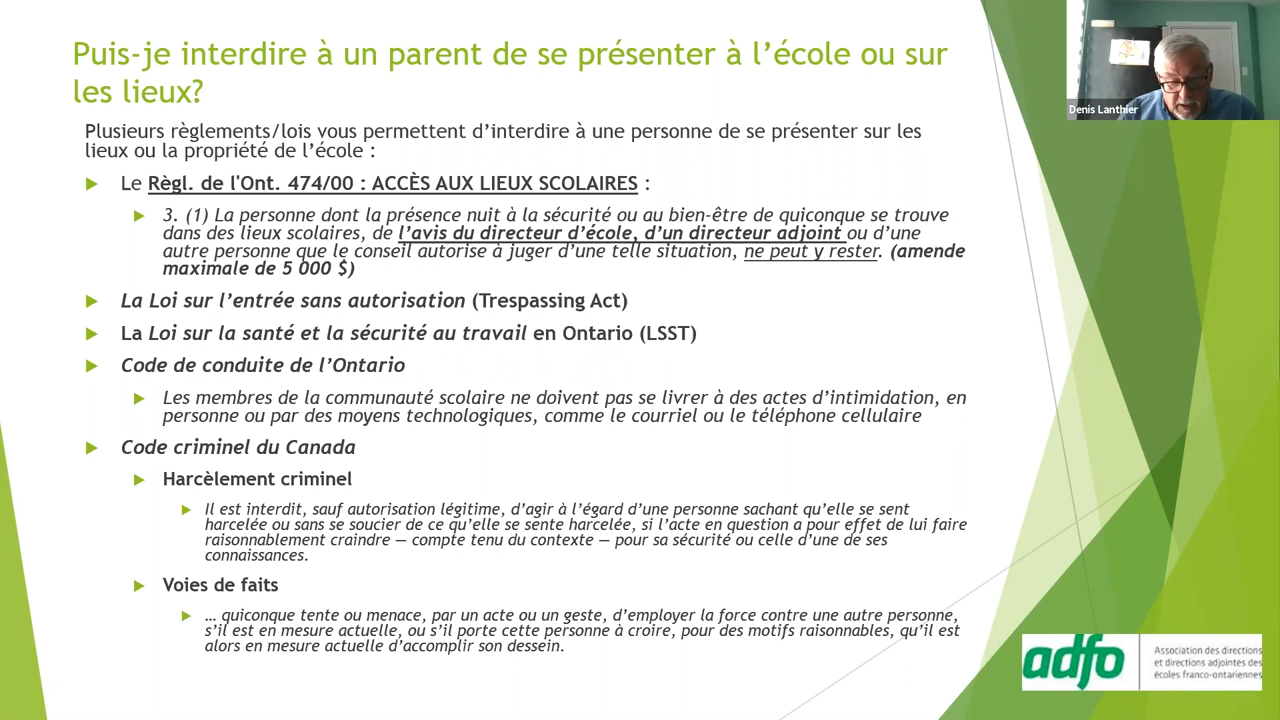 Puis-je interdire à un parent de se présenter à l’école ou sur
les lieux?
Plusieurs règlements/lois vous permettent d’interdire à une personne de se présenter sur les
lieux ou la propriété de l’école :
Le Règl. de l'Ont. 474/00 : ACCÈS AUX LIEUX SCOLAIRES :
3. (1) La personne dont la présence nuit à la sécurité ou au bien-être de quiconque se trouve
dans des lieux scolaires, de l’avis du directeur d’école, d’un directeur adjoint ou d’une
autre personne que le conseil autorise à juger d’une telle situation, ne peut y rester. (amende
maximale de 5 000 $)
La Loi sur l’entrée sans autorisation (Trespassing Act)
La Loi sur la santé et la sécurité au travail en Ontario (LSST)
Code de conduite de l’Ontario
Les membres de la communauté scolaire ne doivent pas se livrer à des actes d’intimidation, en
personne ou par des moyens technologiques, comme le courriel ou le téléphone cellulaire
Code criminel du Canada
Harcèlement criminel
Il est interdit, sauf autorisation légitime, d’agir à l’égard d’une personne sachant qu’elle se sent
harcelée ou sans se soucier de ce qu’elle se sente harcelée, si l’acte en question a pour effet de lui faire
raisonnablement craindre — compte tenu du contexte — pour sa sécurité ou celle d’une de ses
connaissances.
Voies de faits
… quiconque tente ou menace, par un acte ou un geste, d’employer la force contre une autre personne,
s’il est en mesure actuelle, ou s’il porte cette personne à croire, pour des motifs raisonnables, qu’il est
alors en mesure actuelle d’accomplir son dessein.
Denis Lanthier
adfo
Association des directions
et directions adjointes des
écoles franco-ontariennes